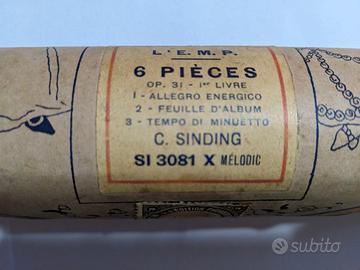 L'E.M.P.
6 PIÈCES
OP. 31 - 1er LIVRE
1 - ALLEGRO ENERGICO
2 - FEUILLE D'ALBUM
3 - TEMPO DI MINUETTO
C. SINDING
SI 3081 X MÉLODIC
EDITION
subito